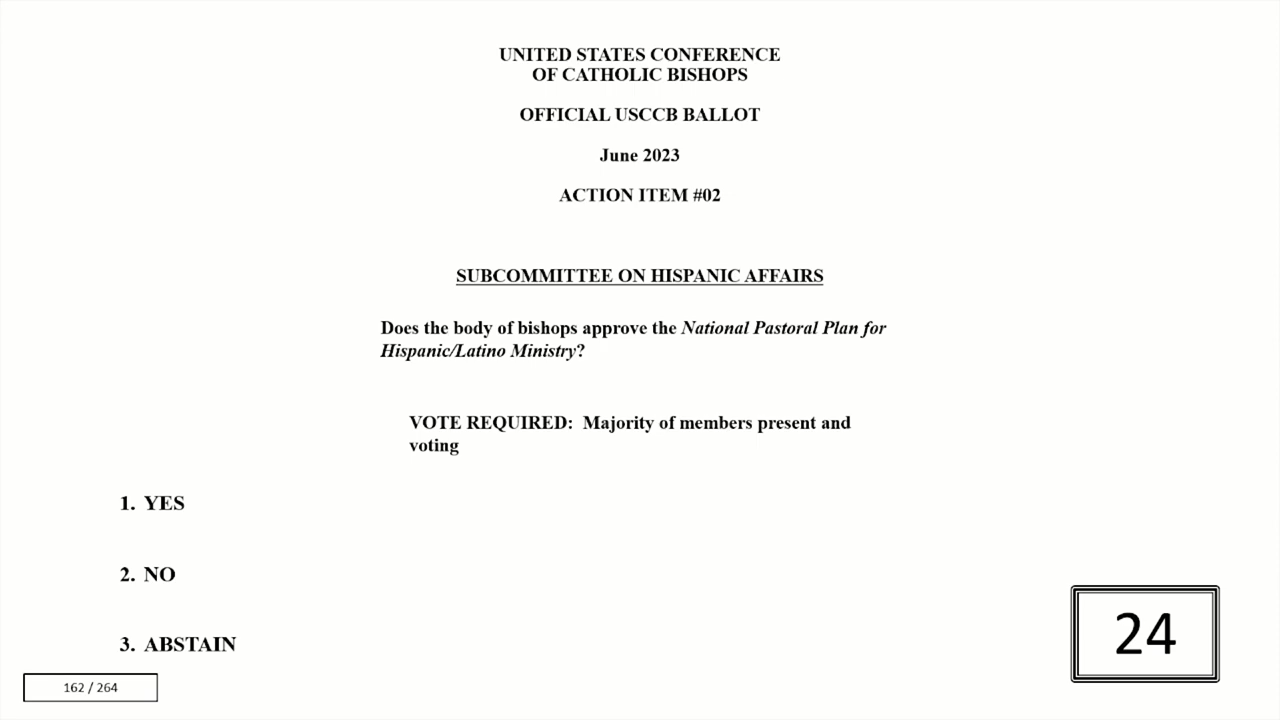 UNITED STATES CONFERENCE
OF CATHOLIC BISHOPS
OFFICIAL USCCB BALLOT
June 2023
ACTION ITEM #02
SUBCOMMITTEE ON HISPANIC AFFAIRS
Does the body of bishops approve the National Pastoral Plan for
Hispanic/Latino Ministry?
VOTE REQUIRED:  Majority of members present and
voting
1. YES
2. NO
3. ABSTAIN
24
162 / 264